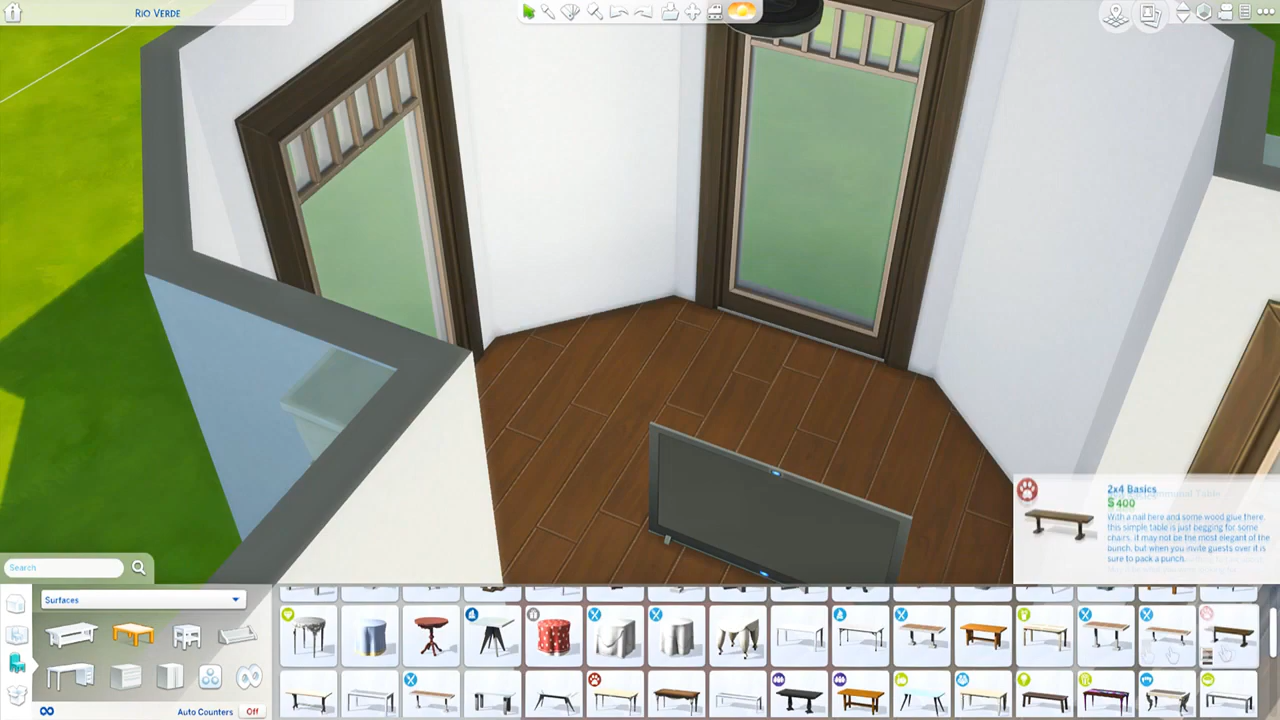 Rio Verde
2x4 Basics
$400
With a nail here and some wood glue there,
this simple table is just begging for some
chairs. it may not be the most elegant of the
bunch, but when you invite guests over it is
sure to pack a punch.
Search
Surfaces
Auto Counters Off